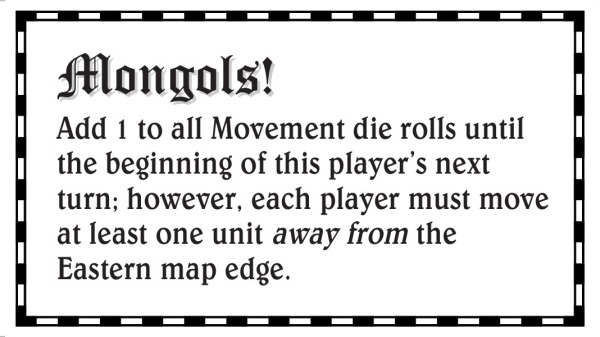 Mongols!
Add 1 to all Movement die rolls until
the beginning of this player's next
turn; however, each player must move
at least one unit away from the
Eastern map edge.